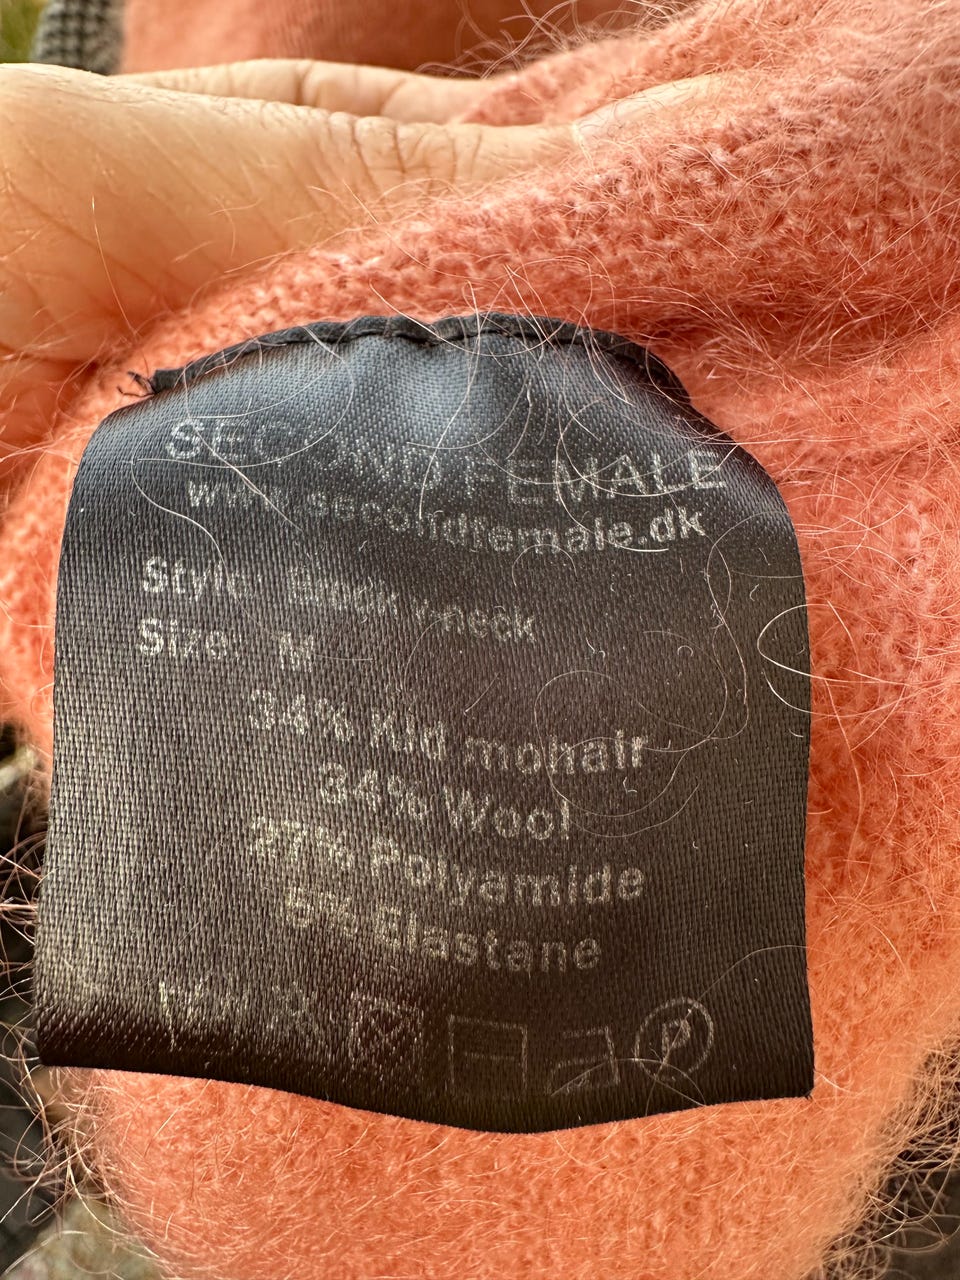 SECOND FEMALE
www.secondfemale.dk
Style: Brook V-neck
Size: M
34% Kid mohair
34% Wool
27% Polyamide
5% Elastane
P